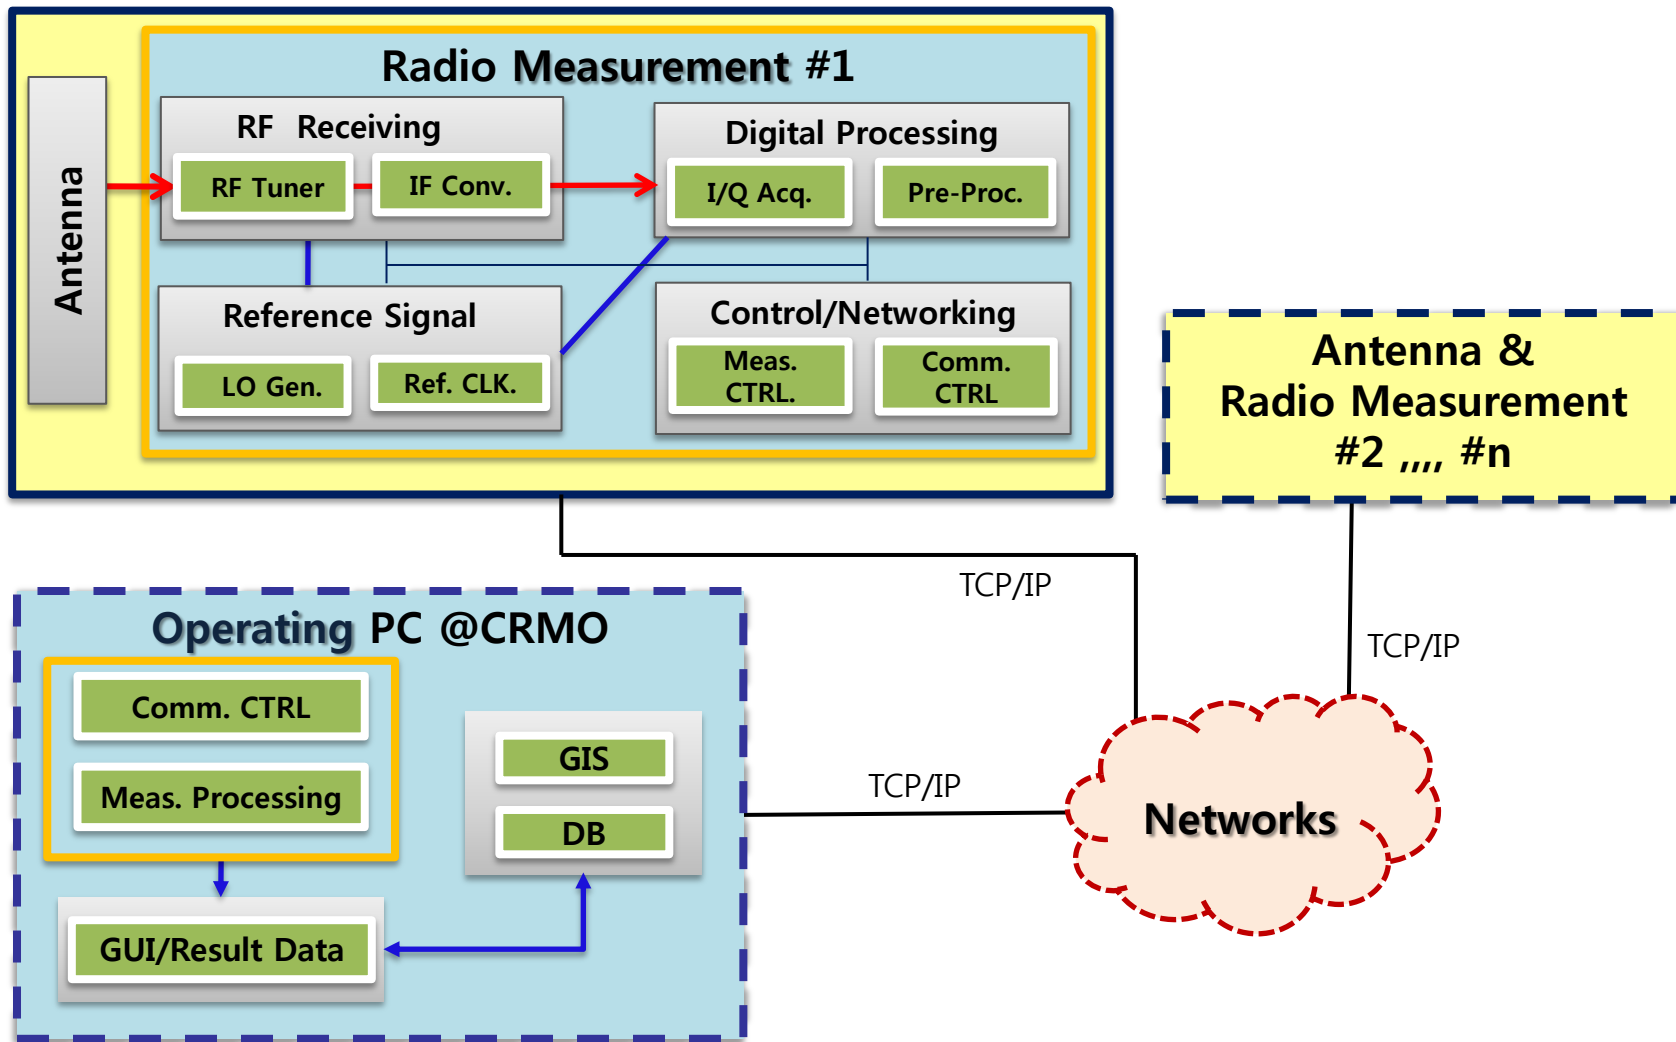 Radio Measurement #1
Antenna
RF Receiving
RF Tuner
IF Conv.
Digital Processing
I/Q Acq.
Pre-Proc.
Reference Signal
LO Gen.
Ref. CLK.
Control/Networking
Meas.
CTRL.
Comm.
CTRL
Antenna &
Radio Measurement
#2 ,,,, #n
TCP/IP
TCP/IP
Operating PC @CRMO
Comm. CTRL
Meas. Processing
GIS
DB
GUI/Result Data
TCP/IP
Networks